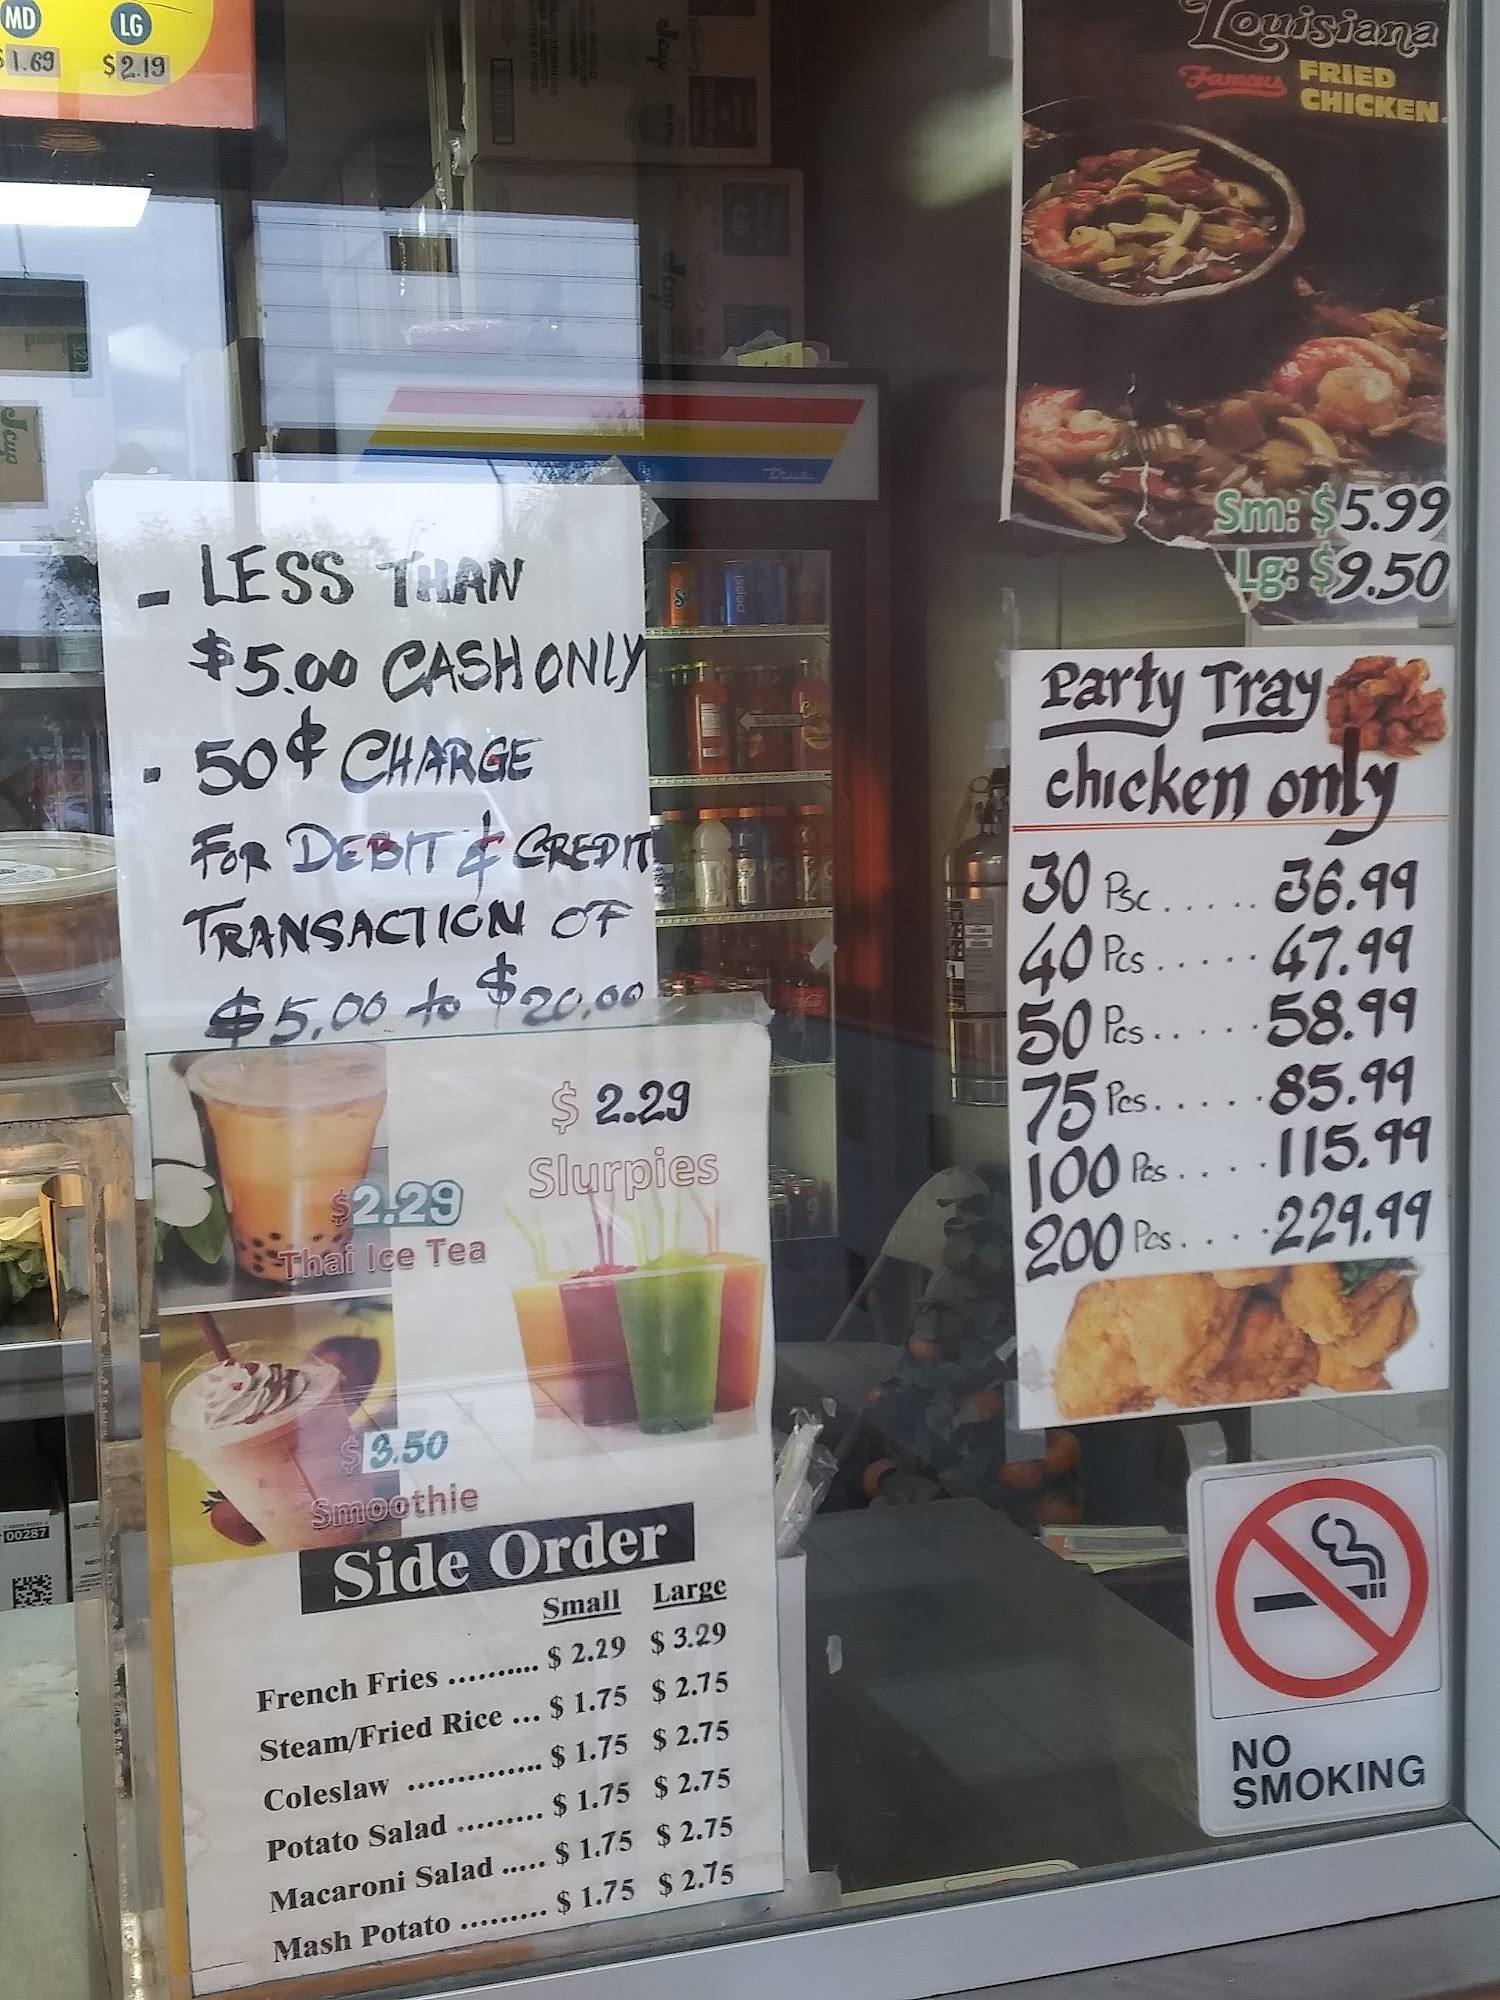 MD LG
$1.69 $2.19
Louisiana
Famous FRIED
CHICKEN
Sm: $5.99
Lg: $9.50
Jcup
Jcup
Jcup
True
- LESS THAN
$5.00 CASH ONLY
- 50¢ CHARGE
FOR DEBIT & CREDIT
TRANSACTION OF
$5.00 to $20.00
Party Tray
chicken only
30 Psc ..... 36.99
40 Pcs ..... 47.99
50 Pcs ..... 58.99
75 Pcs ..... 85.99
100 Pcs .... 115.99
200 Pcs .... 229.99
$ 2.29
Slurpies
$2.29
Thai Ice Tea
$ 3.50
Smoothie
Side Order
Small Large
French Fries .......... $ 2.29 $ 3.29
Steam/Fried Rice ... $ 1.75 $ 2.75
Coleslaw .............. $ 1.75 $ 2.75
Potato Salad ......... $ 1.75 $ 2.75
Macaroni Salad ..... $ 1.75 $ 2.75
Mash Potato ......... $ 1.75 $ 2.75
00287
NO
SMOKING